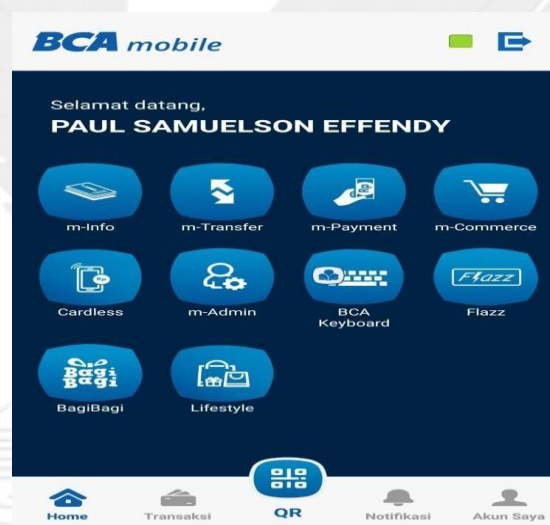 BCA mobile
Selamat datang,
PAUL SAMUELSON EFFENDY
m-Info
m-Transfer
m-Payment
m-Commerce
Cardless
m-Admin
BCA
Keyboard
Flazz
Flazz
Bagi
Bagi
BagiBagi
Lifestyle
Home
Transaksi
QR
Notifikasi
Akun Saya